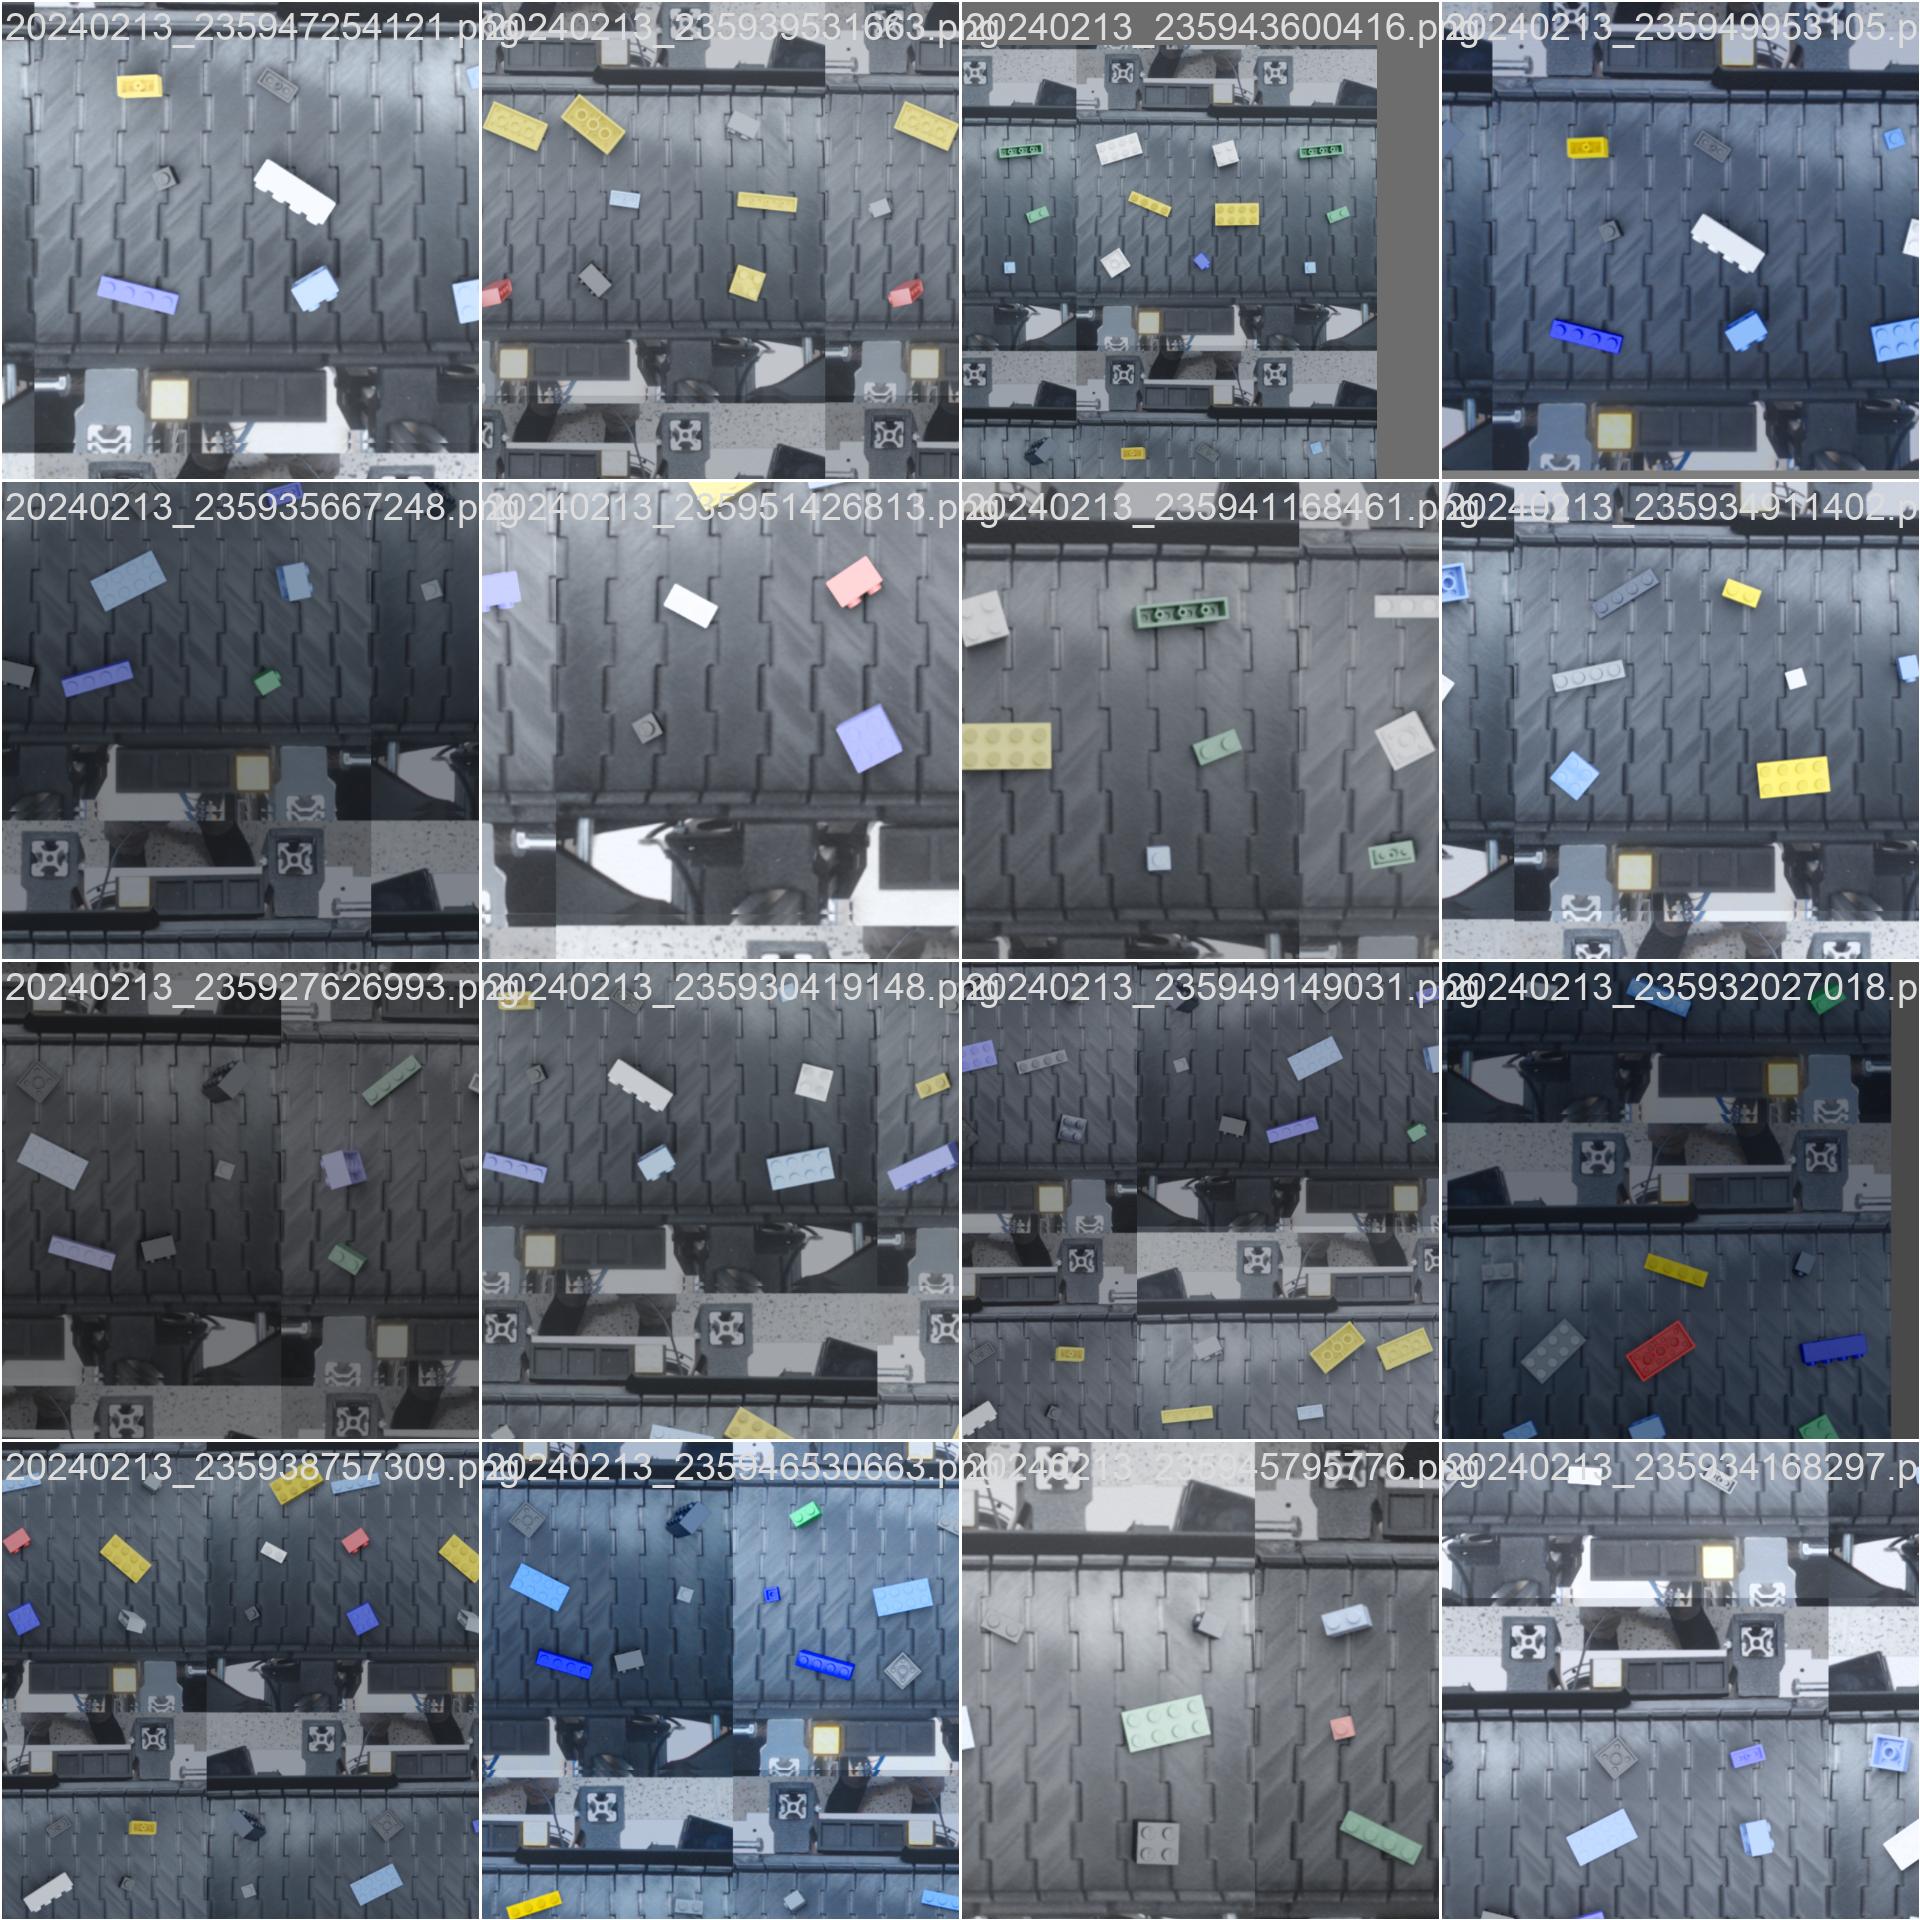 20240213_235947254121.png
20240213_235939531663.png
20240213_235943600416.png
20240213_235949953105.p
20240213_235935667248.png
20240213_235951426813.png
20240213_235941168461.png
20240213_235934911402.p
20240213_235927626993.png
20240213_235930419148.png
20240213_235949149031.png
20240213_235932027018.p
20240213_235938757309.png
20240213_235946530663.png
20240213_235945795776.png
20240213_235934168297.p